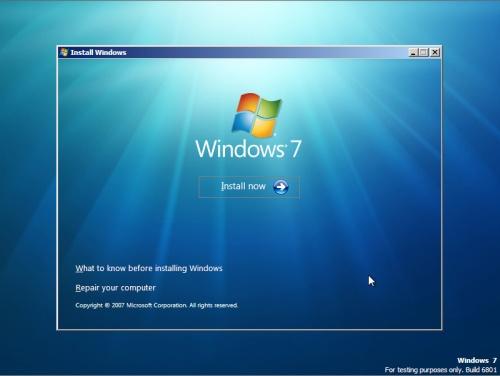 Install Windows
Windows® 7
Install now
What to know before installing Windows
Repair your computer
Copyright © 2007 Microsoft Corporation. All rights reserved.
Windows 7
For testing purposes only. Build 6801